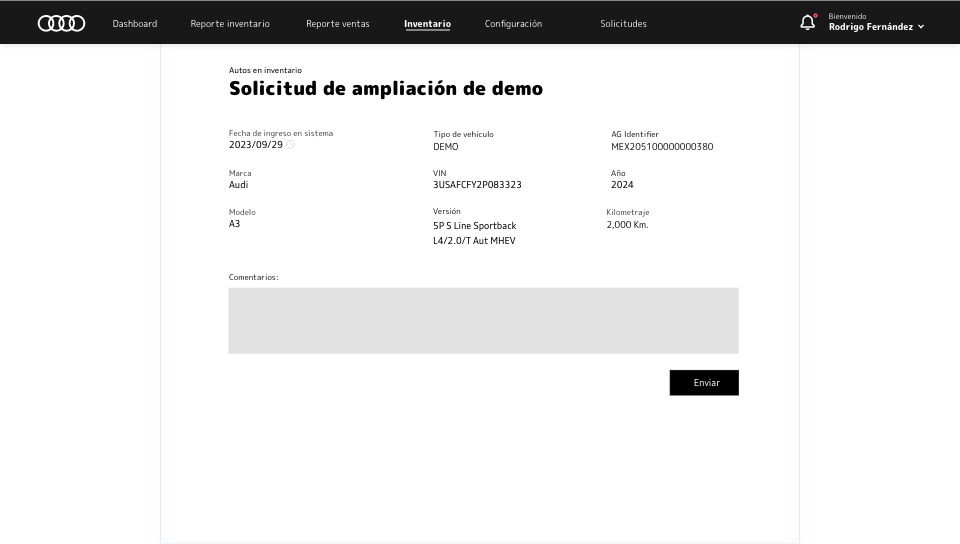 Dashboard Reporte inventario Reporte ventas Inventario Configuración Solicitudes
Bienvenido
Rodrigo Fernández
Autos en inventario
Solicitud de ampliación de demo
Fecha de ingreso en sistema
2023/09/29
Tipo de vehículo
DEMO
AG Identifier
MEX205100000000380
Marca
Audi
VIN
3USAFCFY2P083323
Año
2024
Modelo
A3
Versión
5P S Line Sportback
L4/2.0/T Aut MHEV
Kilometraje
2,000 Km.
Comentarios:
Enviar